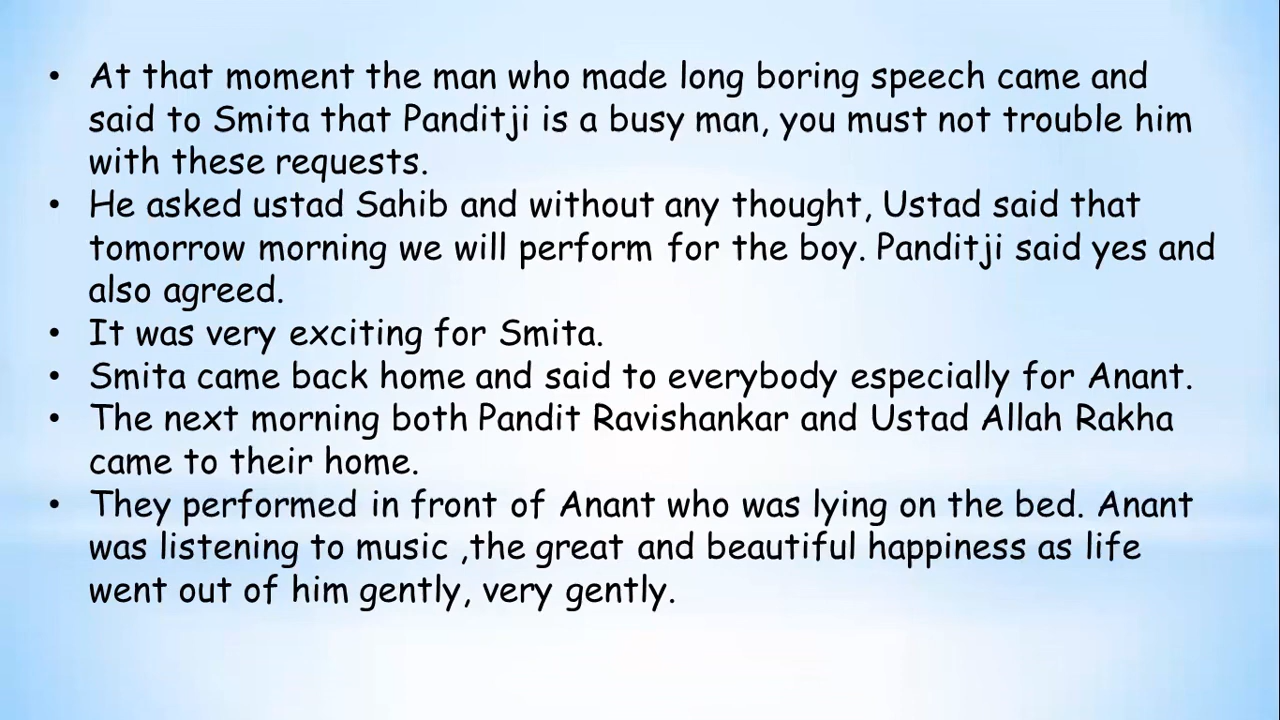 • At that moment the man who made long boring speech came and
said to Smita that Panditji is a busy man, you must not trouble him
with these requests.
• He asked ustad Sahib and without any thought, Ustad said that
tomorrow morning we will perform for the boy. Panditji said yes and
also agreed.
• It was very exciting for Smita.
• Smita came back home and said to everybody especially for Anant.
• The next morning both Pandit Ravishankar and Ustad Allah Rakha
came to their home.
• They performed in front of Anant who was lying on the bed. Anant
was listening to music ,the great and beautiful happiness as life
went out of him gently, very gently.